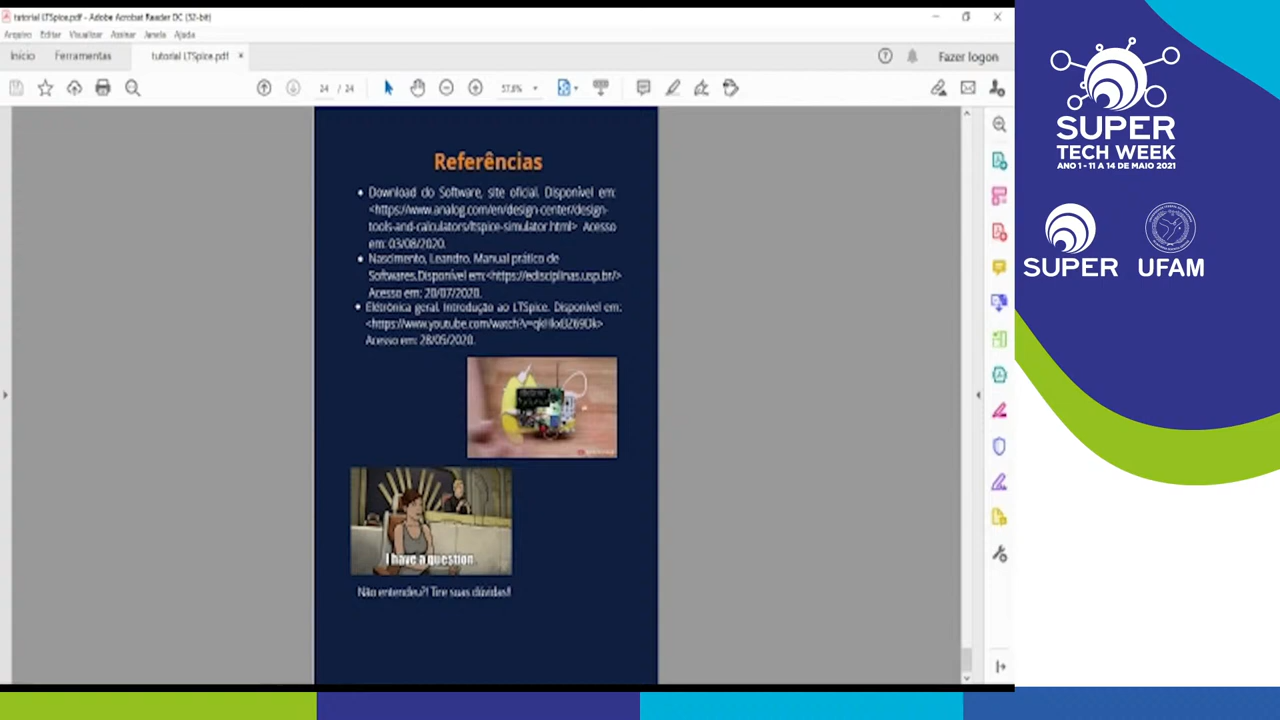 tutorial LTSpice.pdf - Adobe Acrobat Reader DC (32-bit)
Arquivo Editar Visualizar Assinar Janela Ajuda
Início Ferramentas tutorial LTSpice.pdf × Fazer logon
24 / 24 57,8%
Referências
• Download do Software, site oficial. Disponível em:
<https://www.analog.com/en/design-center/design-
tools-and-calculators/ltspice-simulator.html> Acesso
em: 03/08/2020.
• Nascimento, Leandro. Manual prático de
Softwares.Disponível em:<https://edisciplinas.usp.br/>
Acesso em: 20/07/2020.
• Eletrônica geral. Introdução ao LTSpice. Disponível em:
Acesso em: 28/05/2020.
I have a question.
Não entendeu?! Tire suas dúvidas!!
SUPER
TECH WEEK
ANO 1 - 11 A 14 DE MAIO 2021
SUPER UFAM